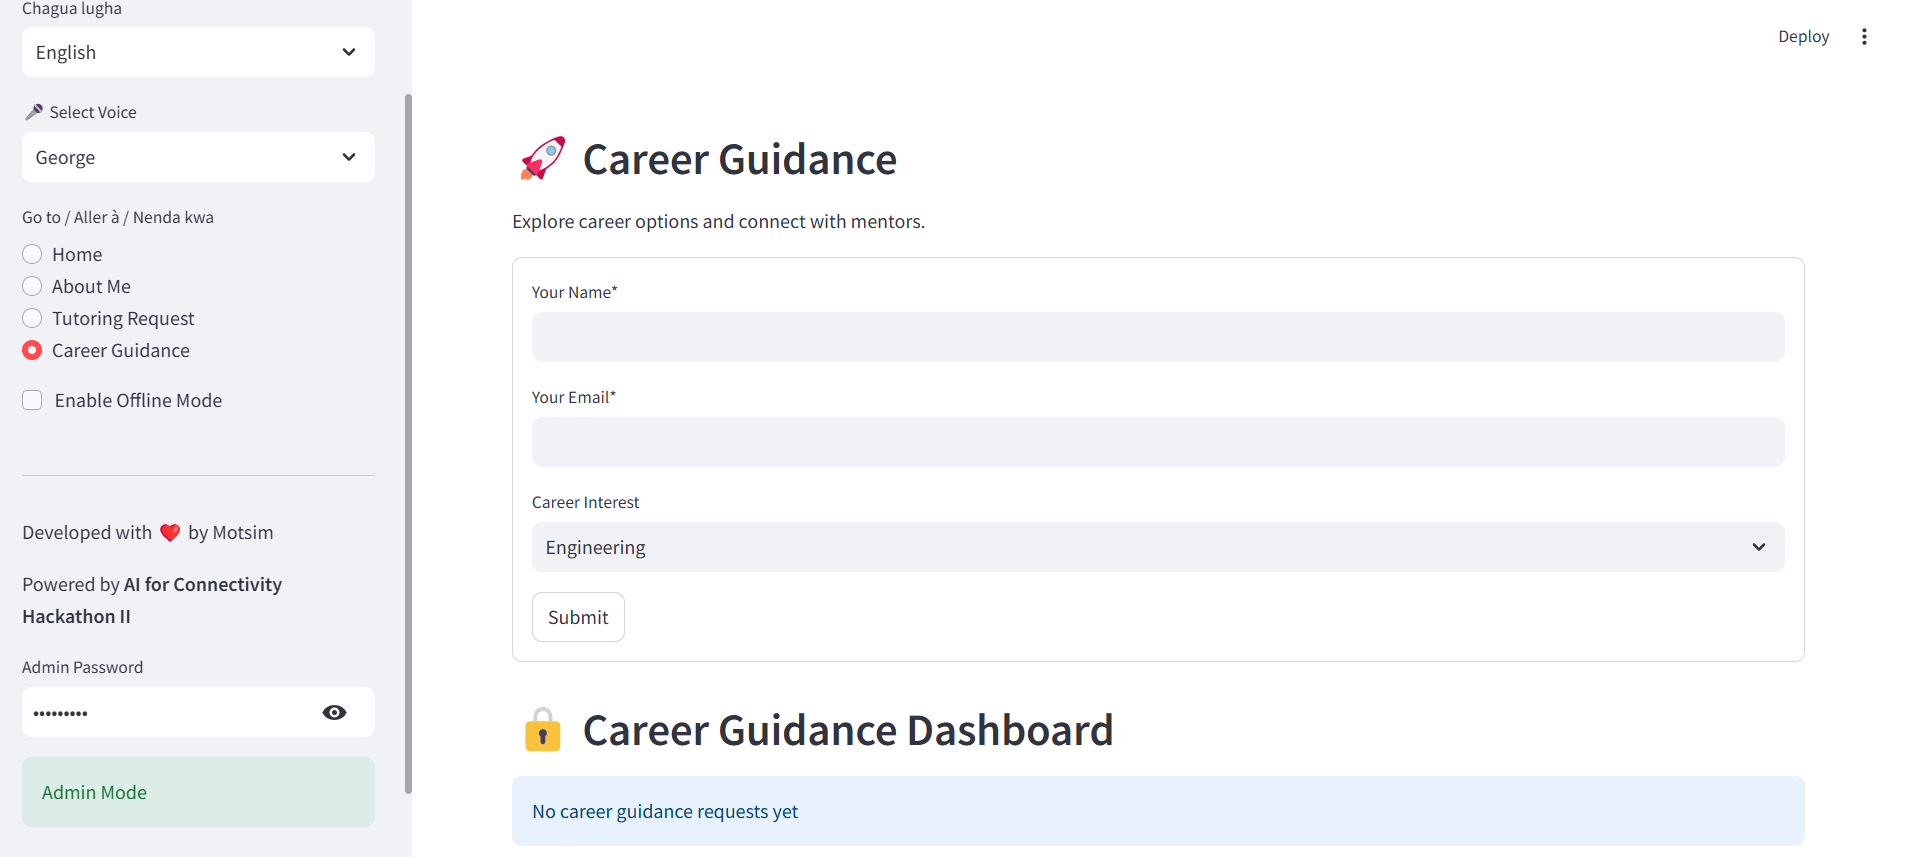 Chagua lugha
English
Select Voice
George
Go to / Aller à / Nenda kwa
Home
About Me
Tutoring Request
Career Guidance
Enable Offline Mode
Developed with ❤️ by Motsim
Powered by AI for Connectivity
Hackathon II
Admin Password
•••••••••
Admin Mode
Deploy
Career Guidance
Explore career options and connect with mentors.
Your Name*
Your Email*
Career Interest
Engineering
Submit
Career Guidance Dashboard
No career guidance requests yet